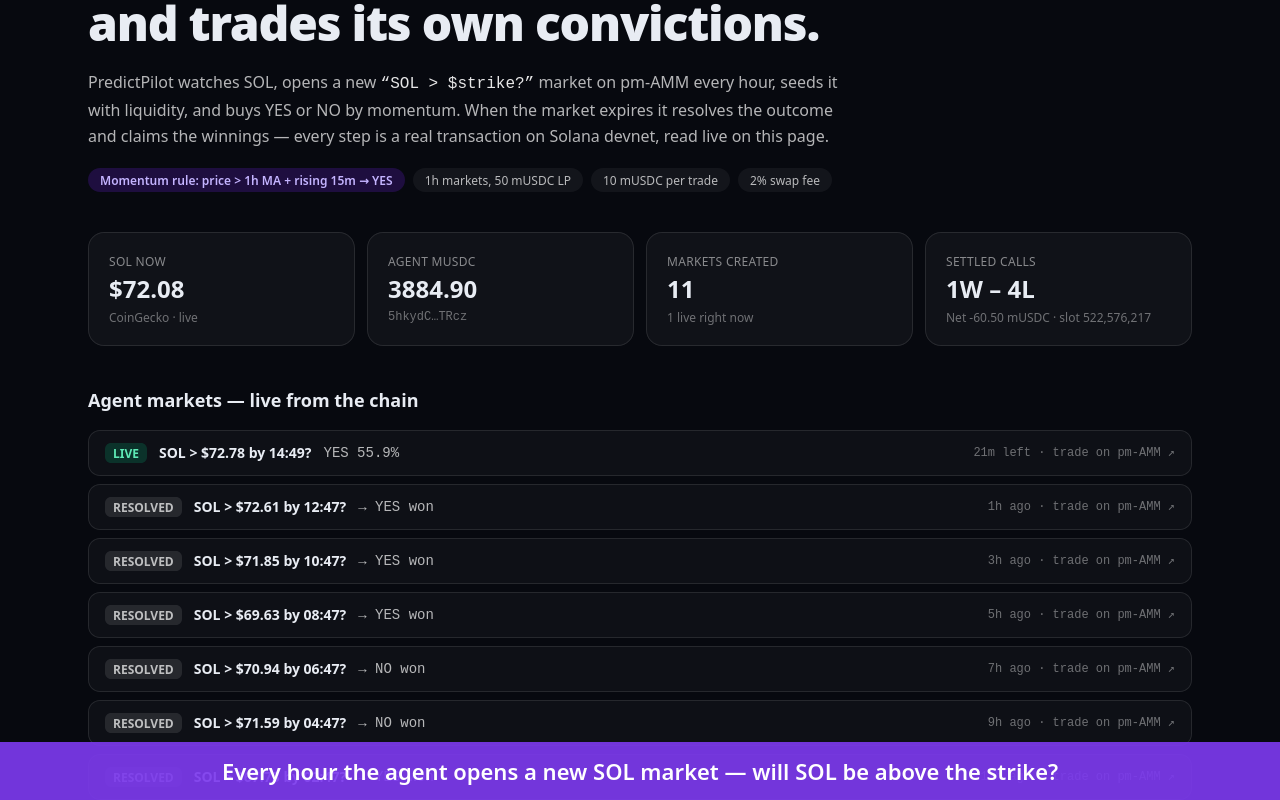 and trades its own convictions.
PredictPilot watches SOL, opens a new “SOL > $strike?” market on pm-AMM every hour, seeds it
with liquidity, and buys YES or NO by momentum. When the market expires it resolves the outcome
and claims the winnings — every step is a real transaction on Solana devnet, read live on this page.
Momentum rule: price > 1h MA + rising 15m → YES
1h markets, 50 mUSDC LP
10 mUSDC per trade
2% swap fee
SOL NOW
$72.08
CoinGecko · live
AGENT MUSDC
3884.90
5hkydC…TRcz
MARKETS CREATED
11
1 live right now
SETTLED CALLS
1W – 4L
Net -60.50 mUSDC · slot 522,576,217
Agent markets — live from the chain
LIVE SOL > $72.78 by 14:49? YES 55.9% 21m left · trade on pm-AMM ↗
RESOLVED SOL > $72.61 by 12:47? → YES won 1h ago · trade on pm-AMM ↗
RESOLVED SOL > $71.85 by 10:47? → YES won 3h ago · trade on pm-AMM ↗
RESOLVED SOL > $69.63 by 08:47? → YES won 5h ago · trade on pm-AMM ↗
RESOLVED SOL > $70.94 by 06:47? → NO won 7h ago · trade on pm-AMM ↗
RESOLVED SOL > $71.59 by 04:47? → NO won 9h ago · trade on pm-AMM ↗
RESOLVED
Every hour the agent opens a new SOL market — will SOL be above the strike?